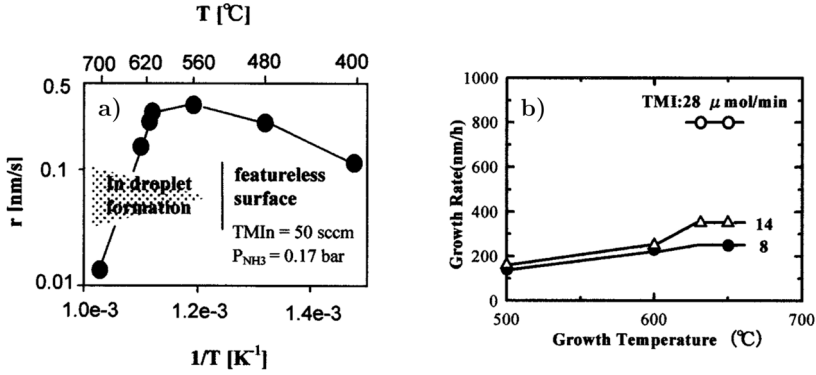 T [℃]
700 620 560 480 400
0.5
a)
0.1
In droplet
formation
featureless
surface
TMIn = 50 sccm
P_NH3 = 0.17 bar
0.01
r [nm/s]
1.0e-3 1.2e-3 1.4e-3
1/T [K⁻¹]
1000
b)
TMI:28 μ mol/min
800
600
400
14
200
8
0
Growth Rate(nm/h)
500 600 700
Growth Temperature (℃)